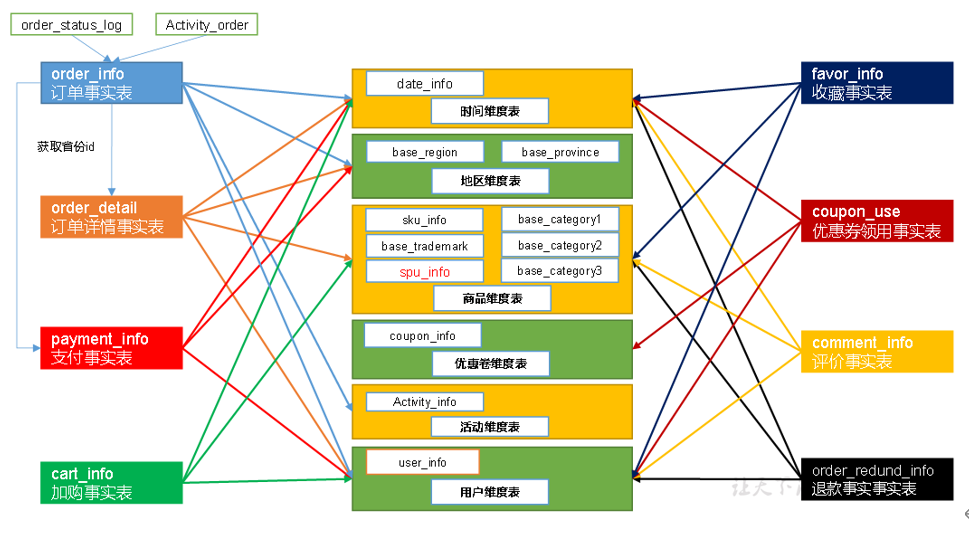 order_status_log
Activity_order
order_info
订单事实表
获取省份id
order_detail
订单详情事实表
payment_info
支付事实表
cart_info
加购事实表
date_info
时间维度表
base_region
base_province
地区维度表
sku_info
base_category1
base_trademark
base_category2
spu_info
base_category3
商品维度表
coupon_info
优惠卷维度表
Activity_info
活动维度表
user_info
用户维度表
favor_info
收藏事实表
coupon_use
优惠券领用事实表
comment_info
评价事实表
order_redund_info
退款事实事实表
让天下